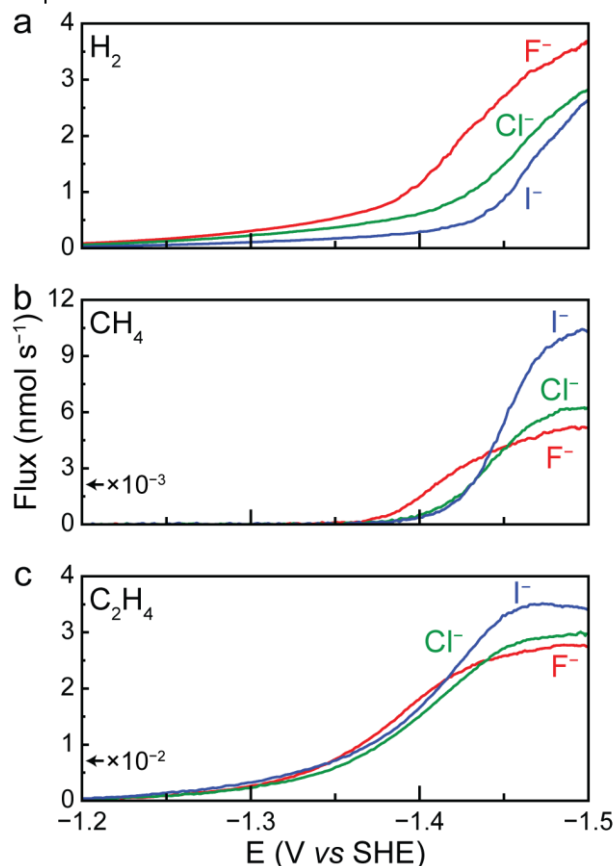 a
H₂
4
3
2
1
0
F⁻
Cl⁻
I⁻
b
CH₄
12
9
6
3
0
I⁻
Cl⁻
F⁻
←×10⁻³
Flux (nmol s⁻¹)
c
C₂H₄
4
3
2
1
0
I⁻
Cl⁻
F⁻
←×10⁻²
−1.2 −1.3 −1.4 −1.5
E (V vs SHE)